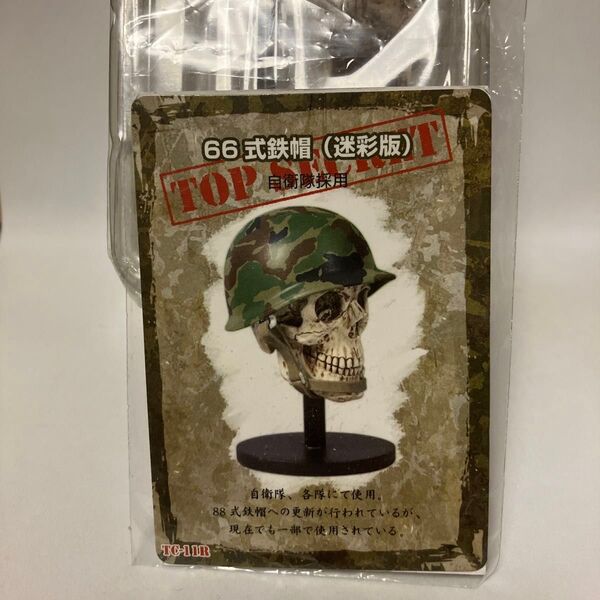 66式鉄帽（迷彩版）
TOP SECRET
自衛隊採用
自衛隊、各隊にて使用。
88式鉄帽への更新が行われているが、
現在でも一部で使用されている。
TC-11R